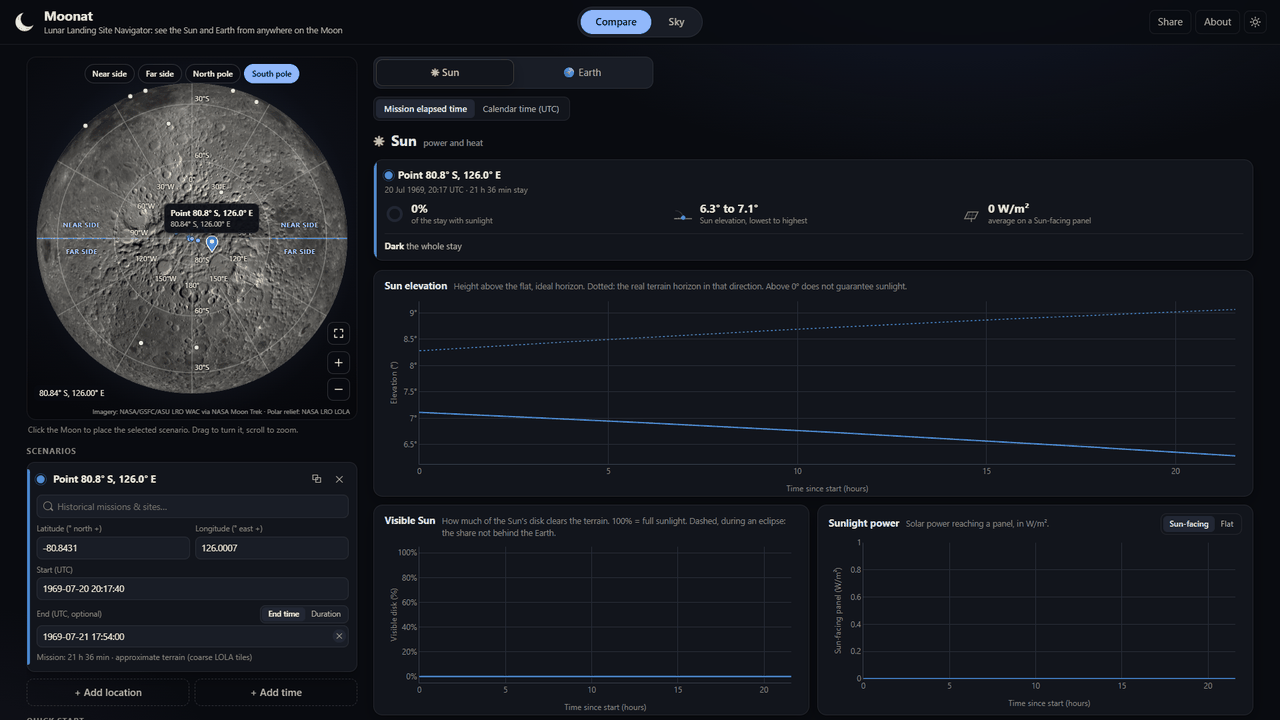 Moonat
Lunar Landing Site Navigator: see the Sun and Earth from anywhere on the Moon
Compare
Sky
Share
About
Near side
Far side
North pole
South pole
30°S
60°S
30°W
0°
30°E
60°W
Point 80.8° S, 126.0° E
80.84° S, 126.00° E
NEAR SIDE
NEAR SIDE
90°W
FAR SIDE
FAR SIDE
120°W
80°S
120°E
150°W
180°
150°E
60°S
30°S
80.84° S, 126.00° E
Imagery: NASA/GSFC/ASU LRO WAC via NASA Moon Trek · Polar relief: NASA LRO LOLA
Click the Moon to place the selected scenario. Drag to turn it, scroll to zoom.
SCENARIOS
Point 80.8° S, 126.0° E
Historical missions & sites...
Latitude (° north +)
Longitude (° east +)
-80.8431
126.0007
Start (UTC)
1969-07-20 20:17:40
End (UTC, optional)
End time
Duration
1969-07-21 17:54:00
Mission: 21 h 36 min · approximate terrain (coarse LOLA tiles)
+ Add location
+ Add time
QUICK START
Sun
Earth
Mission elapsed time
Calendar time (UTC)
Sun power and heat
Point 80.8° S, 126.0° E
20 Jul 1969, 20:17 UTC · 21 h 36 min stay
0%
of the stay with sunlight
6.3° to 7.1°
Sun elevation, lowest to highest
0 W/m²
average on a Sun-facing panel
Dark the whole stay
Sun elevation Height above the flat, ideal horizon. Dotted: the real terrain horizon in that direction. Above 0° does not guarantee sunlight.
9°
8.5°
8°
7.5°
7°
6.5°
Elevation (°)
0 5 10 15 20
Time since start (hours)
Visible Sun How much of the Sun's disk clears the terrain. 100% = full sunlight. Dashed, during an eclipse:
the share not behind the Earth.
100%
80%
60%
40%
20%
0%
Visible disk (%)
0 5 10 15 20
Time since start (hours)
Sunlight power Solar power reaching a panel, in W/m².
Sun-facing
Flat
1
0.8
0.6
0.4
0.2
0
Sun-facing panel (W/m²)
0 5 10 15 20
Time since start (hours)